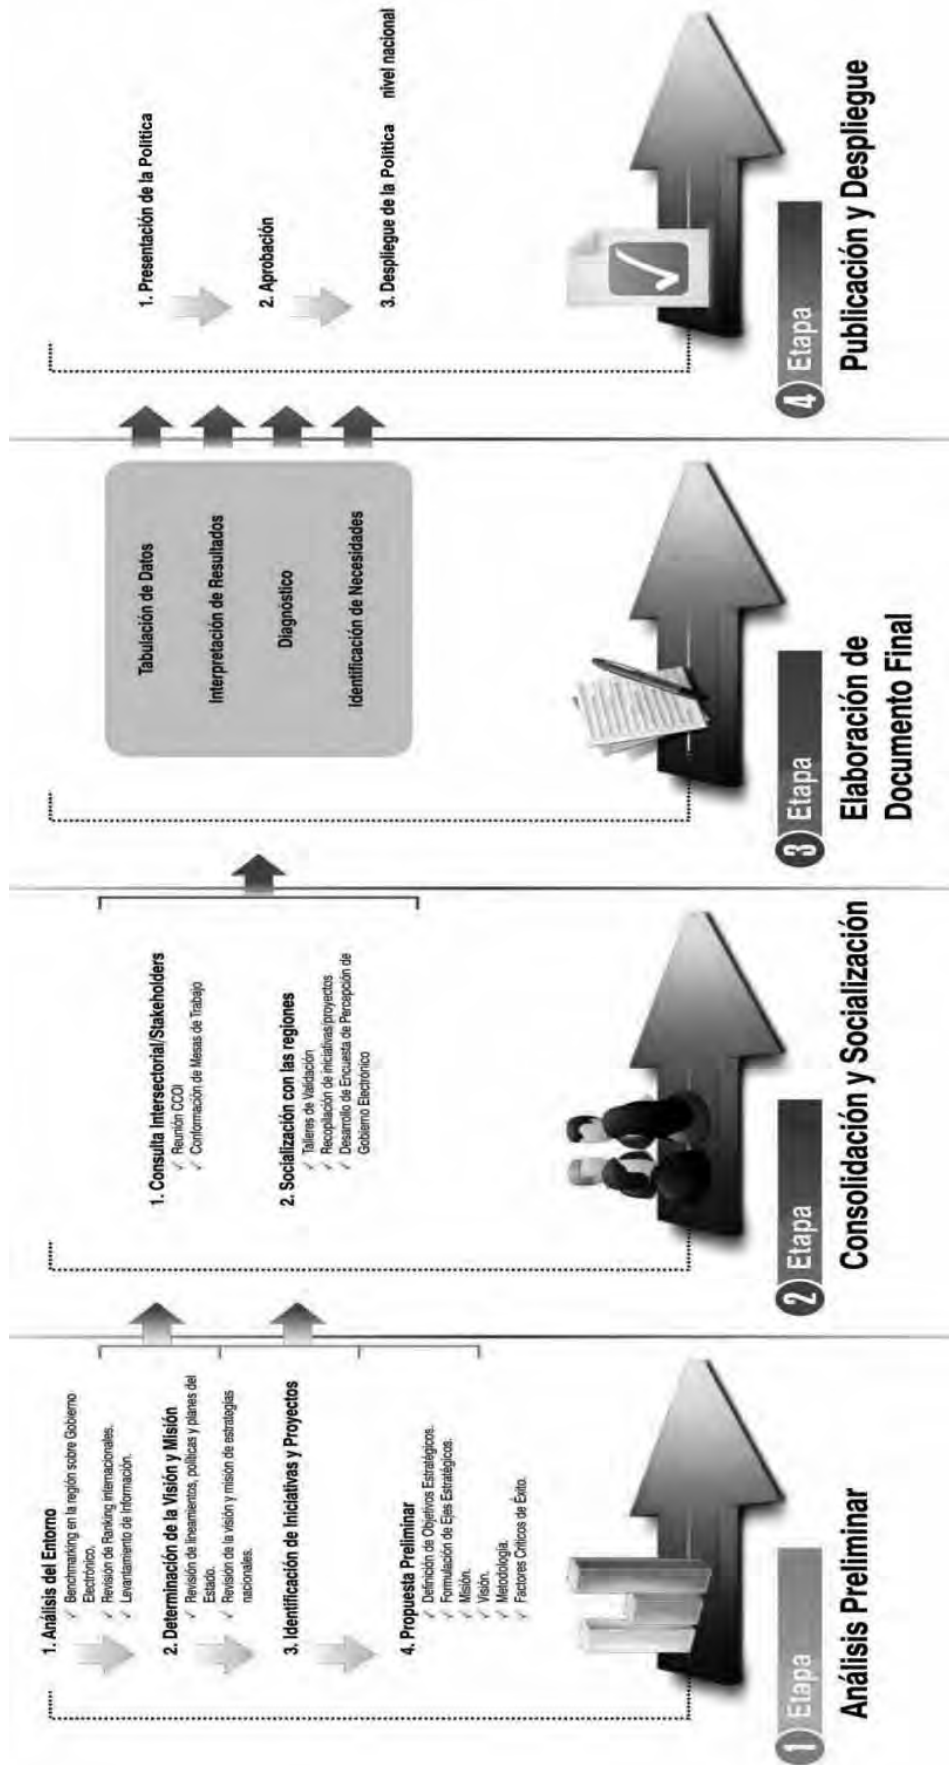 1. Análisis del Entorno
✓ Benchmarking en la región sobre Gobierno
Electrónico.
✓ Revisión de Ranking internacionales.
✓ Levantamiento de Información.
2. Determinación de la Visión y Misión
✓ Revisión de lineamientos, políticas y planes del
Estado.
✓ Revisión de la visión y misión de estrategias
nacionales.
3. Identificación de Iniciativas y Proyectos
4. Propuesta Preliminar
✓ Definición de Objetivos Estratégicos.
✓ Formulación de Ejes Estratégicos.
✓ Misión.
✓ Visión.
✓ Metodología.
✓ Factores Críticos de Éxito.
1 Etapa
Análisis Preliminar
1. Consulta Intersectorial/Stakeholders
✓ Reunión CCOI
✓ Conformación de Mesas de Trabajo
2. Socialización con las regiones
✓ Talleres de Validación
✓ Recopilación de iniciativas/proyectos
✓ Desarrollo de Encuesta de Percepción de
Gobierno Electrónico
2 Etapa
Consolidación y Socialización
Tabulación de Datos
Interpretación de Resultados
Diagnóstico
Identificación de Necesidades
3 Etapa
Elaboración de
Documento Final
1. Presentación de la Política
2. Aprobación
3. Despliegue de la Política nivel nacional
4 Etapa
Publicación y Despliegue